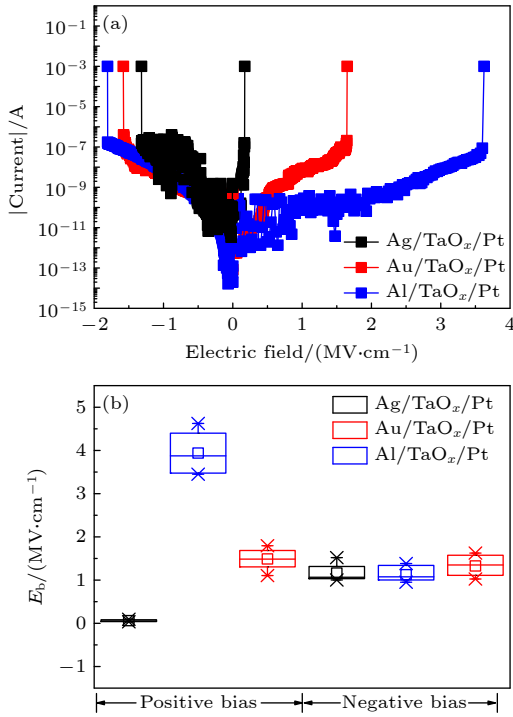 (a)
10⁻¹
10⁻³
10⁻⁵
10⁻⁷
10⁻⁹
10⁻¹¹
10⁻¹³
10⁻¹⁵
|Current|/A
Ag/TaOₓ/Pt
Au/TaOₓ/Pt
Al/TaOₓ/Pt
−2 −1 0 1 2 3 4
Electric field/(MV·cm⁻¹)
(b)
5
4
3
2
1
0
−1
E_b/(MV·cm⁻¹)
Ag/TaOₓ/Pt
Au/TaOₓ/Pt
Al/TaOₓ/Pt
Positive bias Negative bias